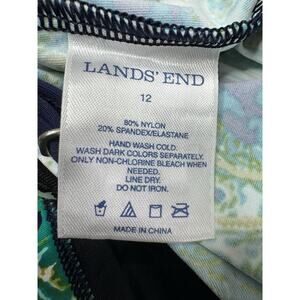 LANDS' END
12
80% NYLON
20% SPANDEX/ELASTANE
HAND WASH COLD.
WASH DARK COLORS SEPARATELY.
ONLY NON-CHLORINE BLEACH WHEN
NEEDED.
LINE DRY.
DO NOT IRON.
MADE IN CHINA